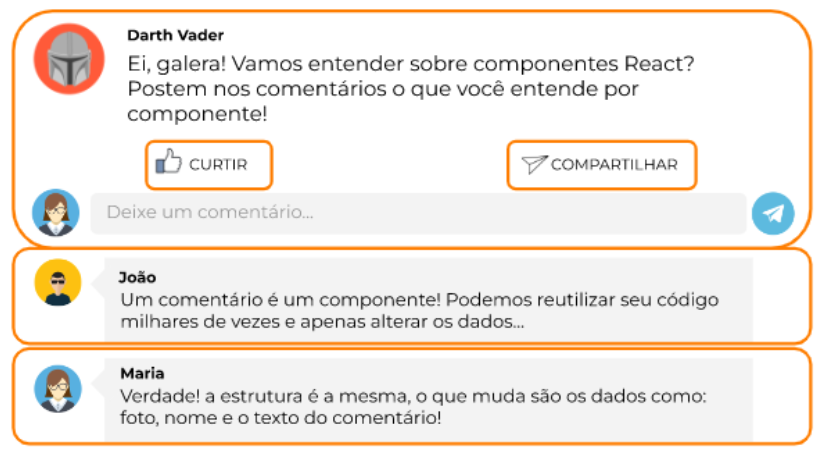 Darth Vader
Ei, galera! Vamos entender sobre componentes React?
Postem nos comentários o que você entende por
componente!
CURTIR
COMPARTILHAR
Deixe um comentário...
João
Um comentário é um componente! Podemos reutilizar seu código
milhares de vezes e apenas alterar os dados...
Maria
Verdade! a estrutura é a mesma, o que muda são os dados como:
foto, nome e o texto do comentário!